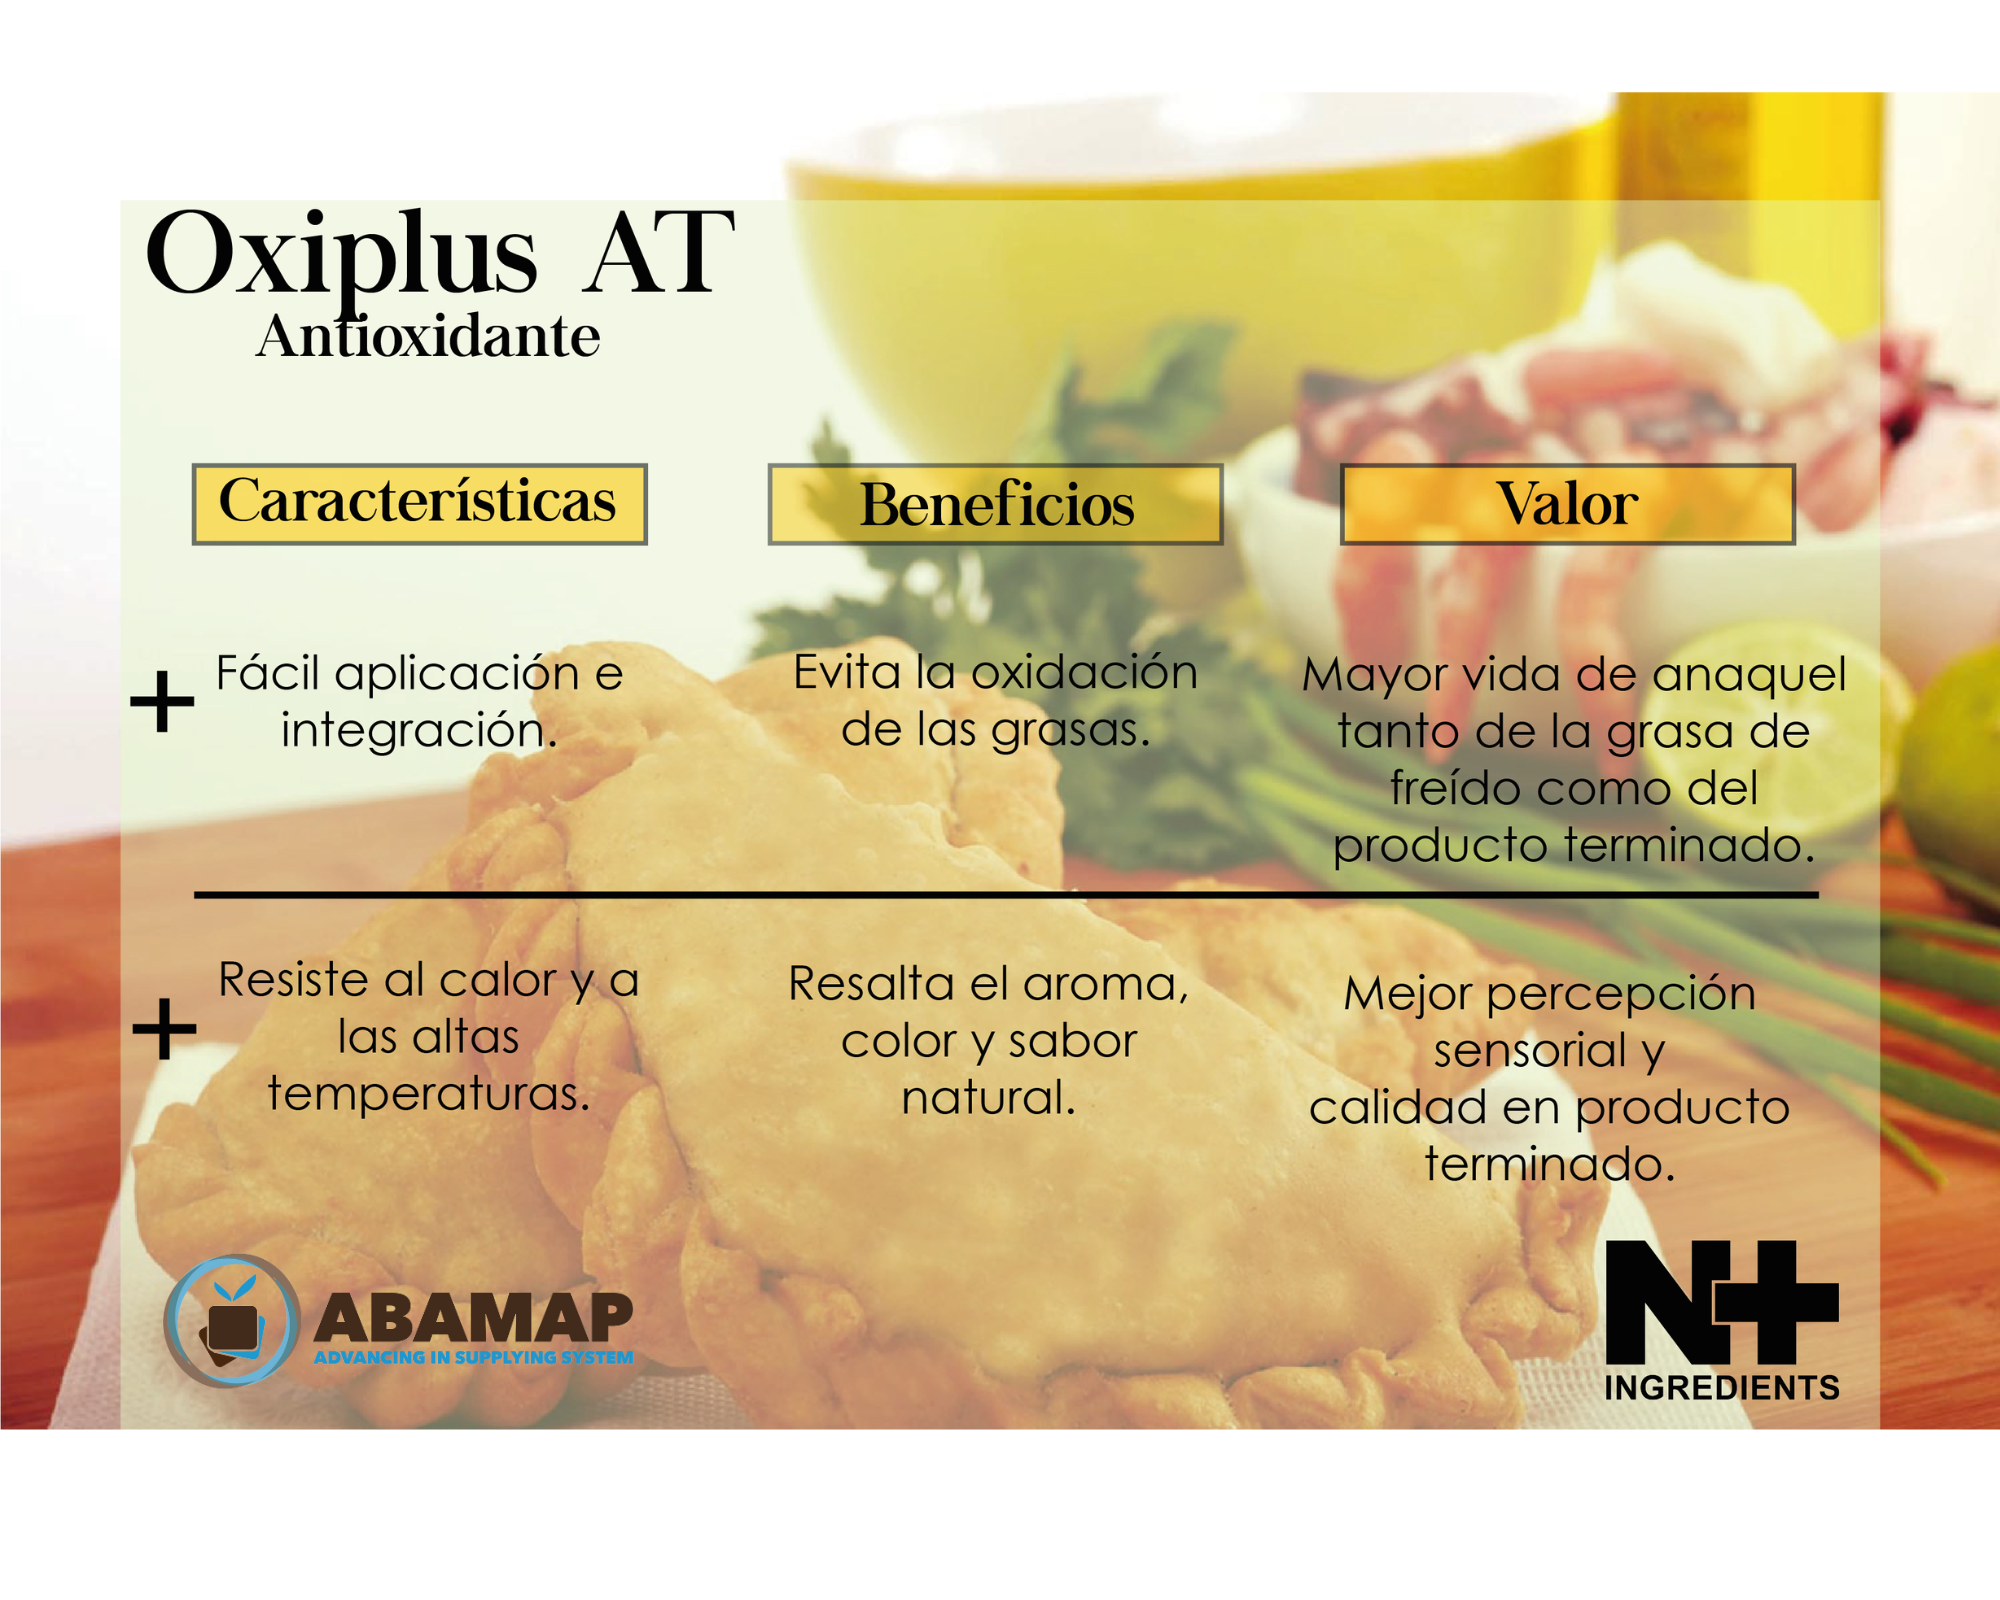 Oxiplus AT
Antioxidante
Características
Beneficios
Valor
+
Fácil aplicación e
integración.
Evita la oxidación
de las grasas.
Mayor vida de anaquel
tanto de la grasa de
freído como del
producto terminado.
+
Resiste al calor y a
las altas
temperaturas.
Resalta el aroma,
color y sabor
natural.
Mejor percepción
sensorial y
calidad en producto
terminado.
ABAMAP
ADVANCING IN SUPPLYING SYSTEM
N+
INGREDIENTS